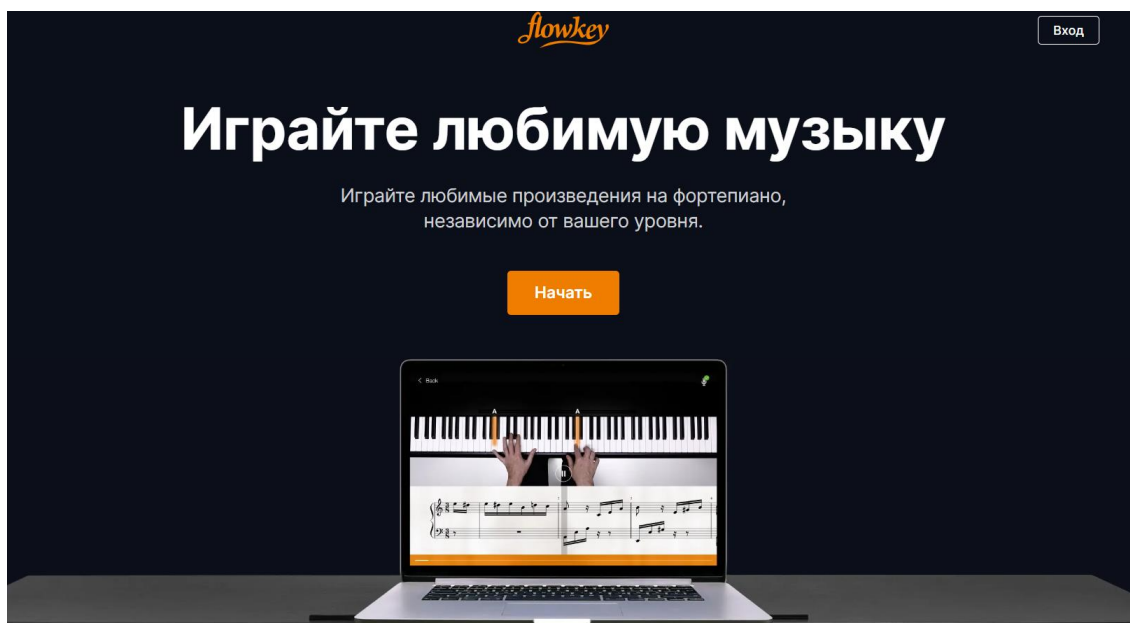 flowkey
Вход
Играйте любимую музыку
Играйте любимые произведения на фортепиано,
независимо от вашего уровня.
Начать
< Back
A A